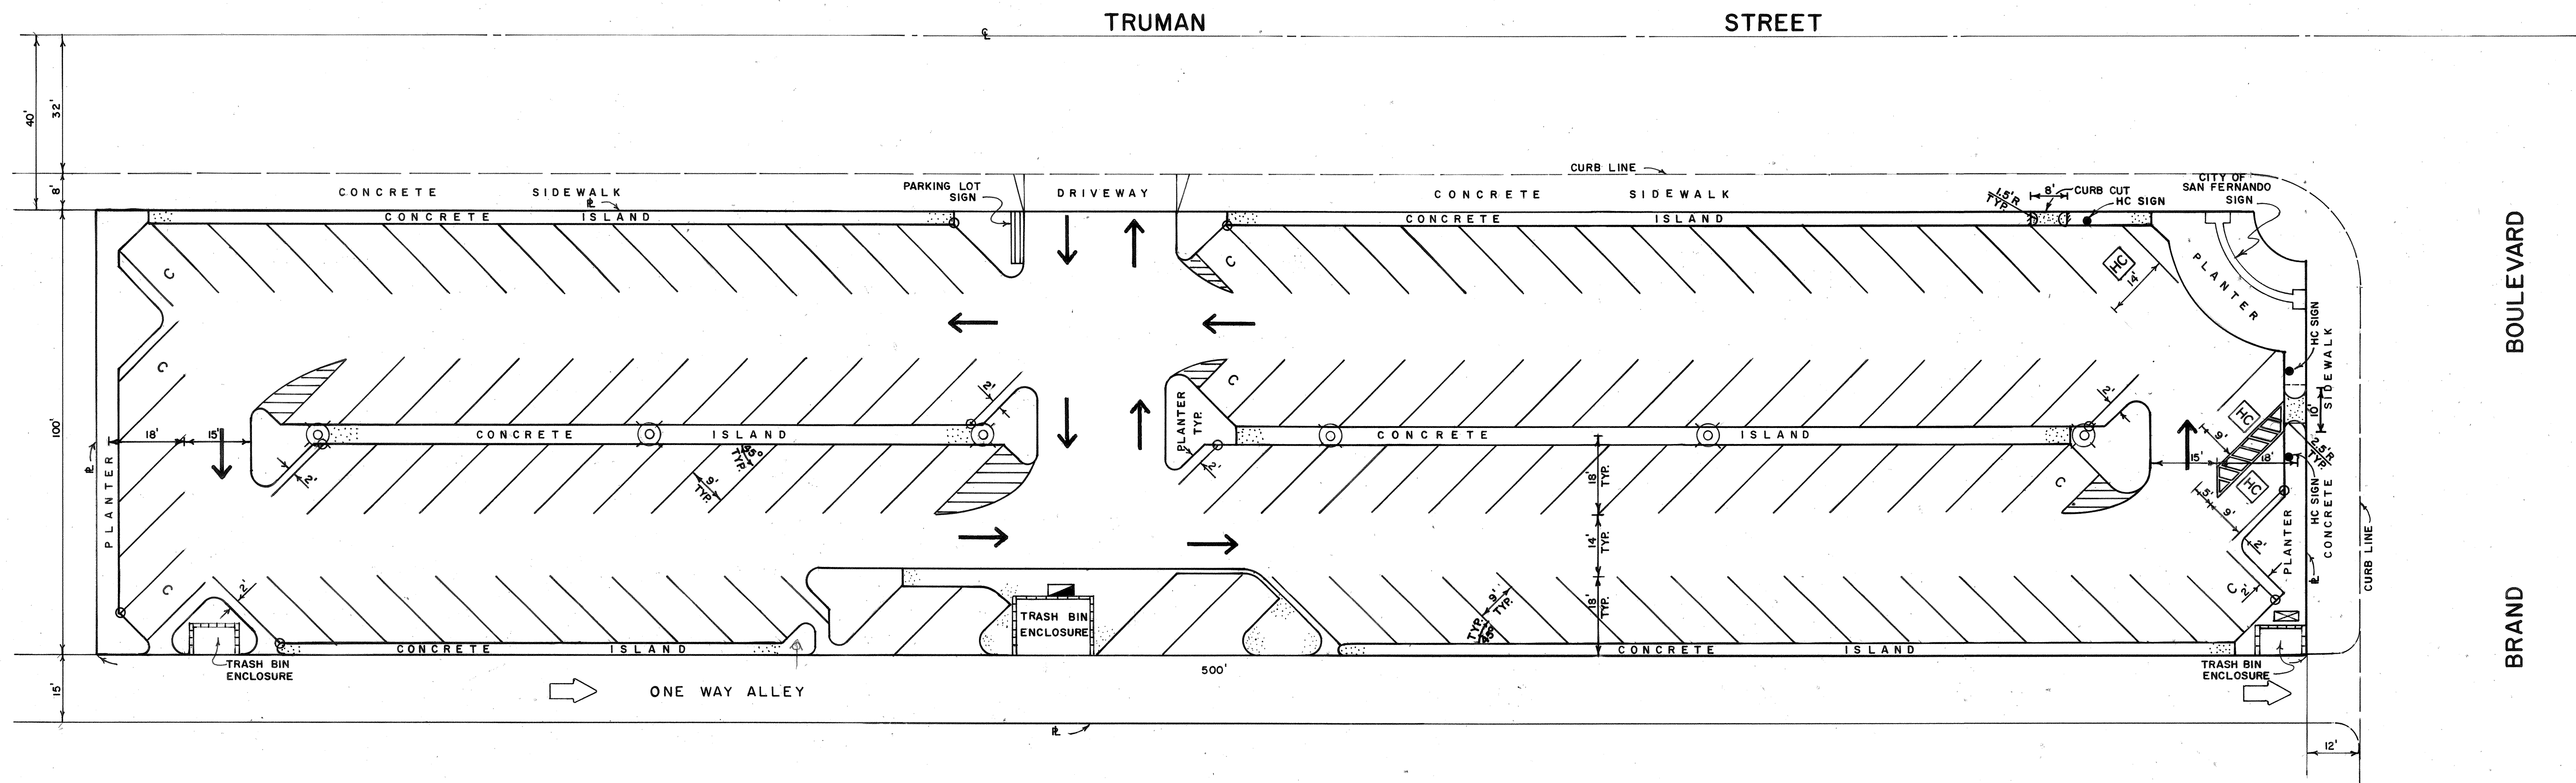 TRUMAN STREET
℄
40'
32'
8'
CURB LINE
CONCRETE SIDEWALK
℄
PARKING LOT
SIGN
DRIVEWAY
CONCRETE SIDEWALK
1.5'R
TYP.
8'
CURB CUT
HC SIGN
CITY OF
SAN FERNANDO
SIGN
CONCRETE ISLAND
CONCRETE ISLAND
C
C
C
HC
14'
PLANTER
BOULEVARD
HC SIGN
CONCRETE SIDEWALK
100'
PLANTER
18'
15'
2'
CONCRETE ISLAND
2'
45°
TYP.
9'
TYP.
PLANTER
TYP.
C
2'
CONCRETE ISLAND
2'
C
18'
TYP.
14'
TYP.
18'
TYP.
15'
18'
HC
9'
10'
2.5'R
TYP.
HC
5'
9'
2'
HC SIGN
PLANTER
CURB LINE
C
2'
C
2'
TRASH BIN
ENCLOSURE
9'
TYP.
TYP.
45°
CONCRETE ISLAND
CONCRETE ISLAND
TRASH BIN
ENCLOSURE
500'
TRASH BIN
ENCLOSURE
BRAND
15'
ONE WAY ALLEY
12'